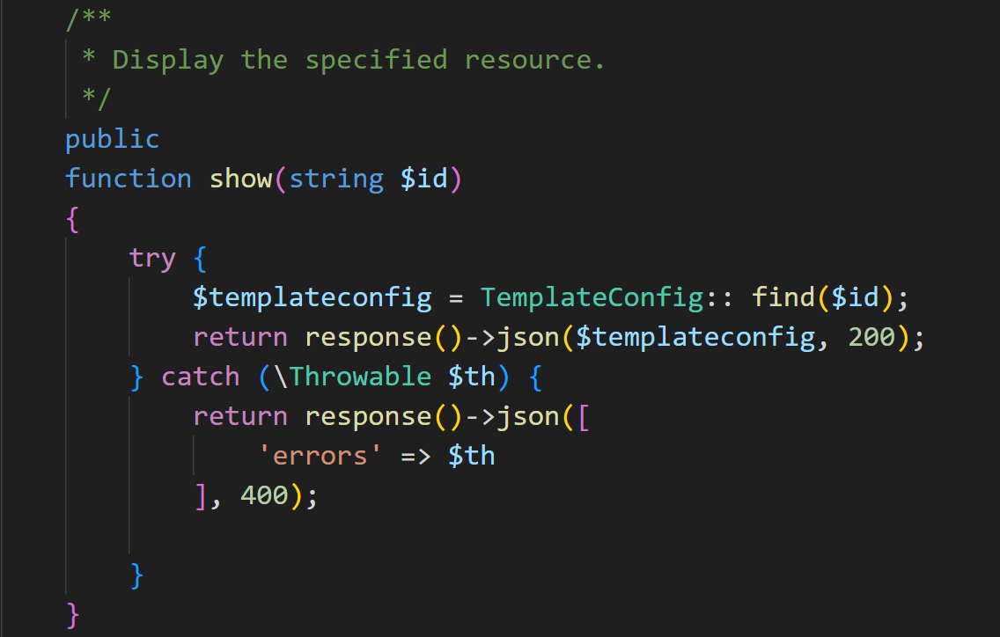 /**
 * Display the specified resource.
 */
public
function show(string $id)
{
    try {
        $templateconfig = TemplateConfig:: find($id);
        return response()->json($templateconfig, 200);
    } catch (\Throwable $th) {
        return response()->json([
            'errors' => $th
        ], 400);

    }
}